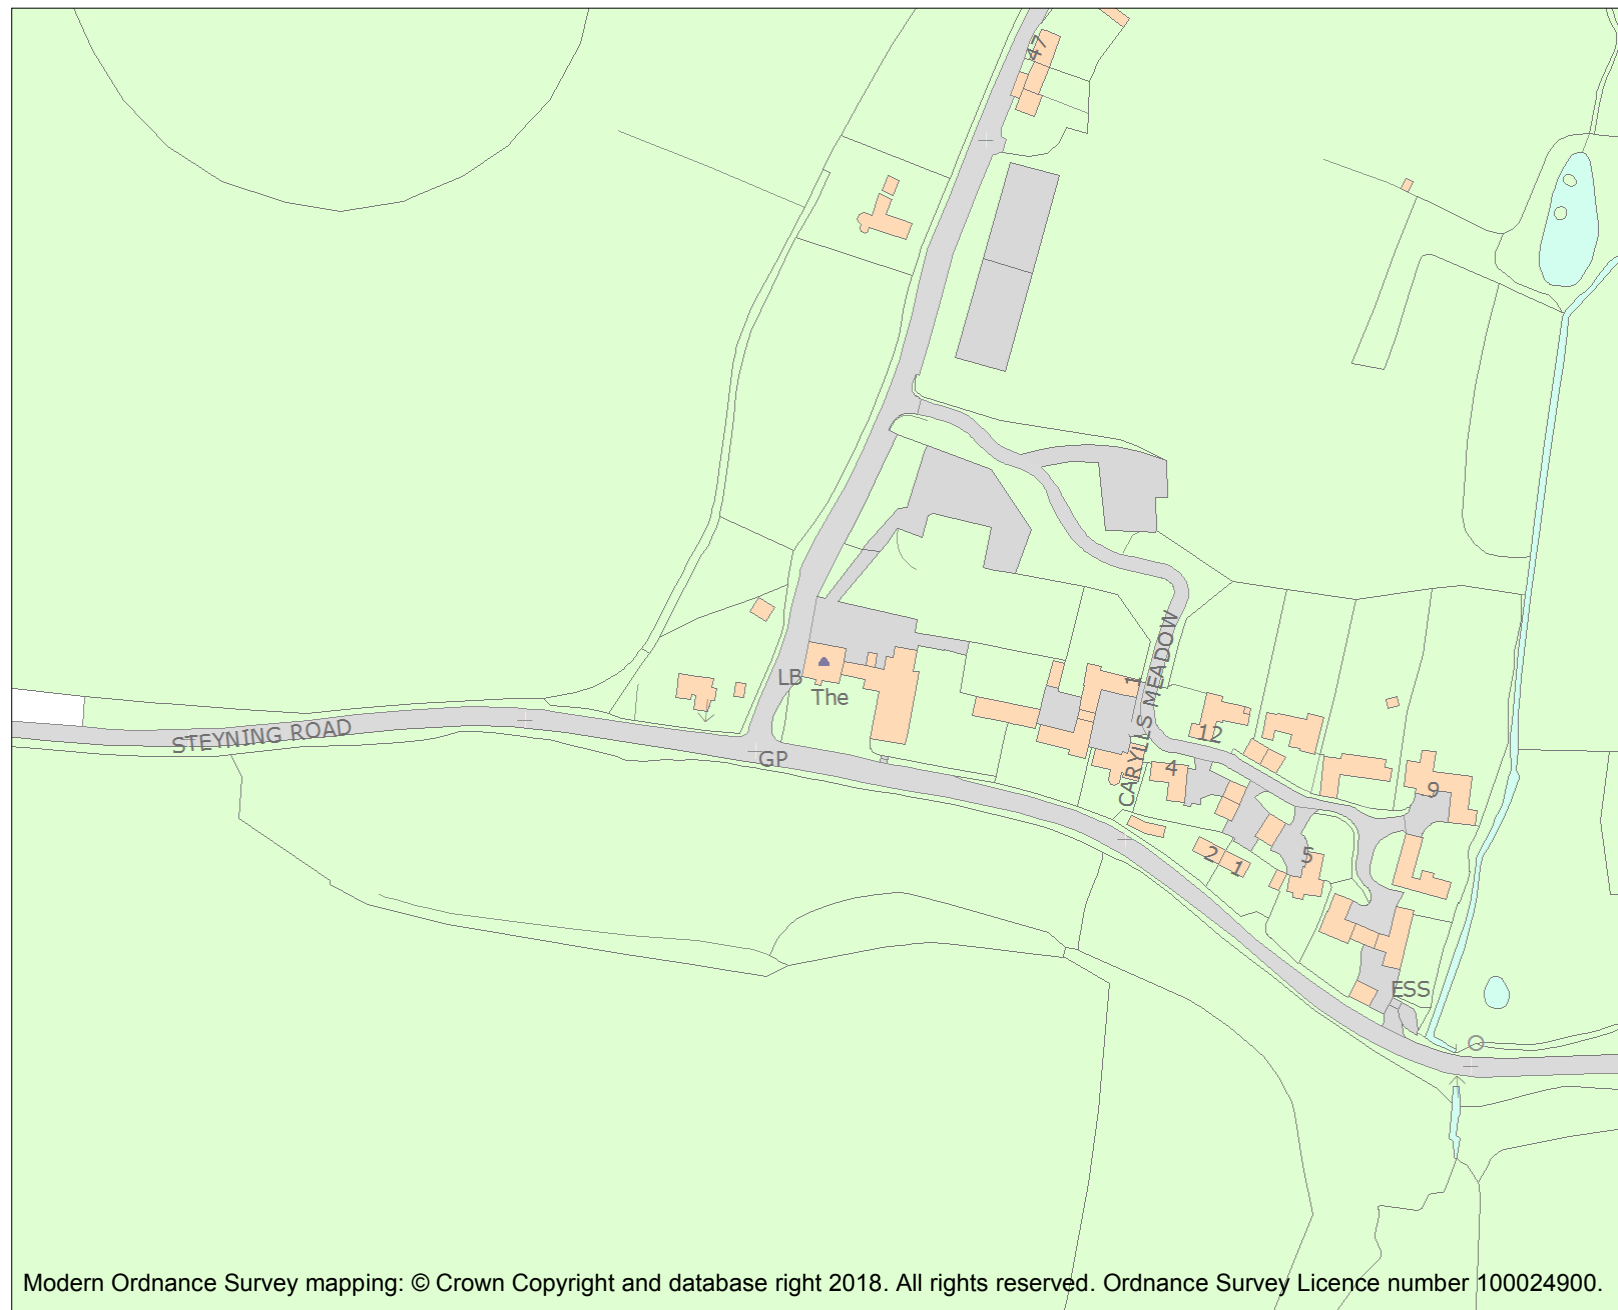 47
LB
The
STEYNING ROAD
GP
CARYLLS MEADOW
1
12
4
9
2
1
5
ESS
Modern Ordnance Survey mapping: © Crown Copyright and database right 2018. All rights reserved. Ordnance Survey Licence number 100024900.